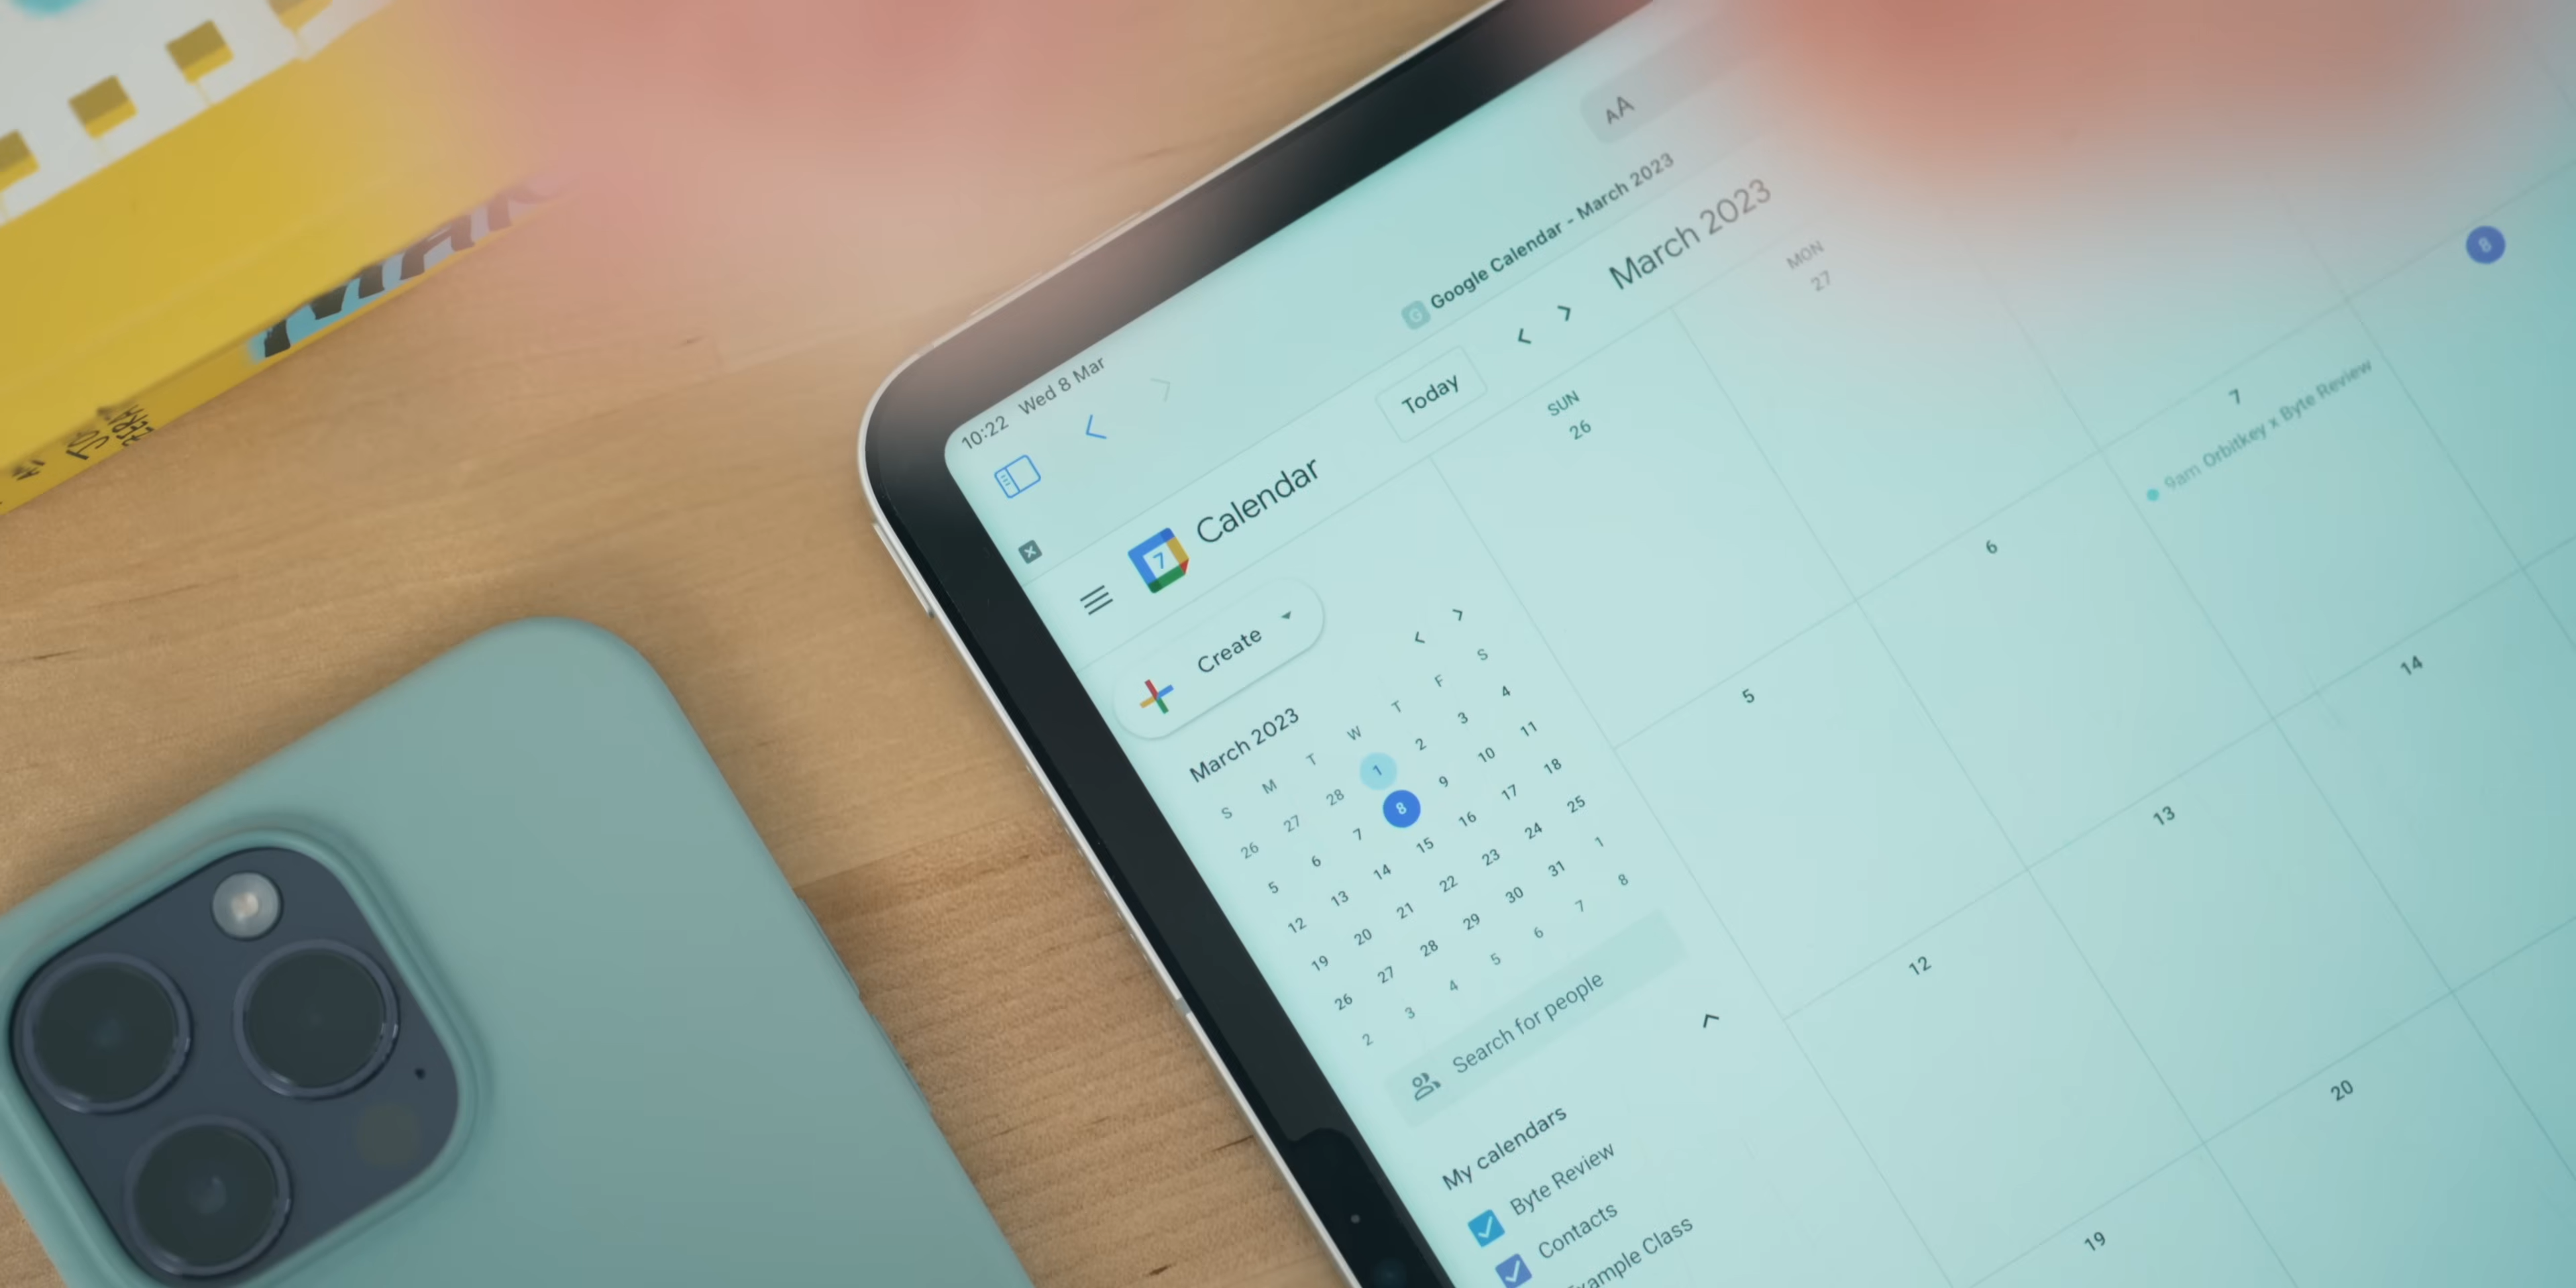 10:22 Wed 8 Mar
AA
Google Calendar - March 2023
7
Calendar
Today
March 2023
Create
March 2023
S M T W T F S
26 27 28 1 2 3 4
5 6 7 8 9 10 11
12 13 14 15 16 17 18
19 20 21 22 23 24 25
26 27 28 29 30 31 1
2 3 4 5 6 7 8
Search for people
My calendars
Byte Review
Contacts
Example Class
SUN
26
MON
27
5
6
7
8
9am Orbitkey x Byte Review
12
13
14
19
20